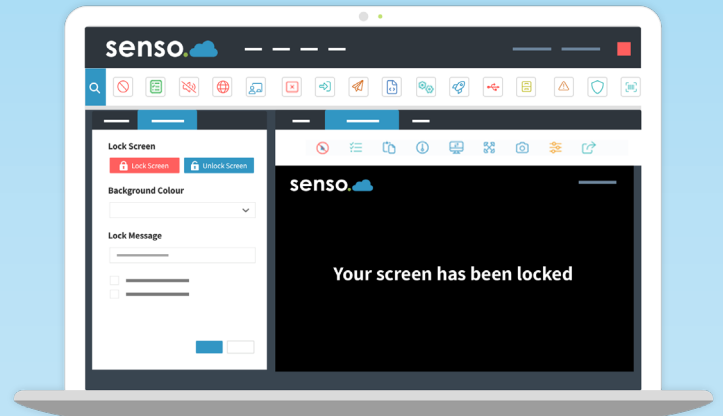 senso.
Lock Screen
Lock Screen
Unlock Screen
Background Colour
Lock Message
senso.
Your screen has been locked